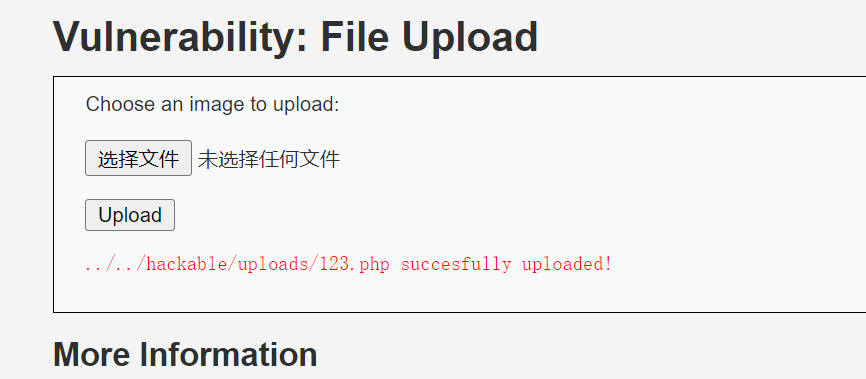 Vulnerability: File Upload
Choose an image to upload:
选择文件 未选择任何文件
Upload
../../hackable/uploads/123.php succesfully uploaded!
More Information